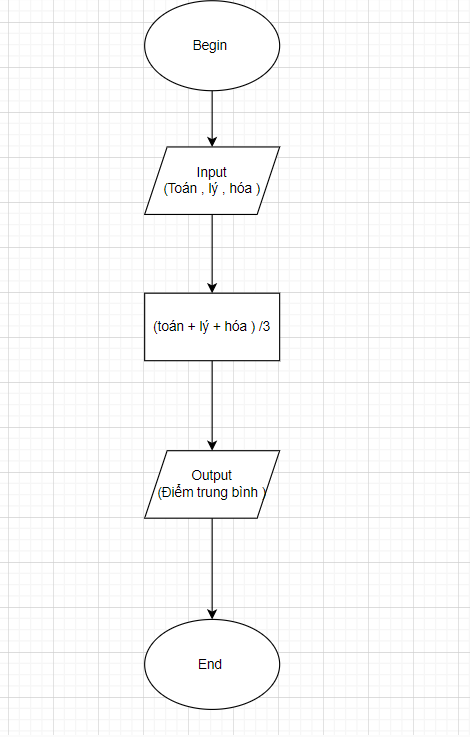 Begin
Input
(Toán , lý , hóa )
(toán + lý + hóa ) /3
Output
(Điểm trung bình )
End